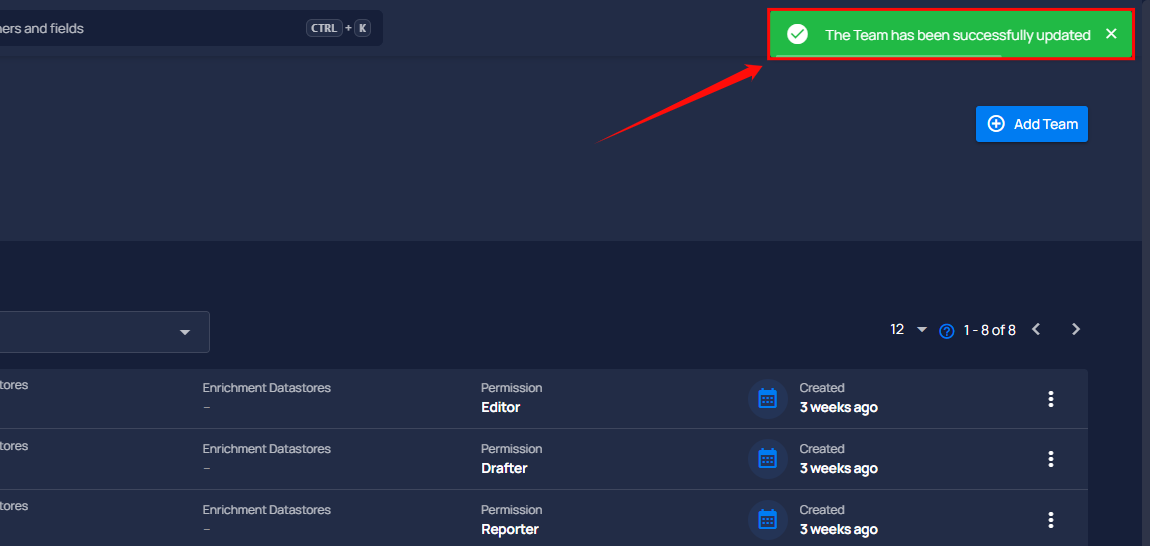 ners and fields CTRL + K
The Team has been successfully updated
Add Team
12 1 - 8 of 8
tores Enrichment Datastores Permission Created
– Editor 3 weeks ago
tores Enrichment Datastores Permission Created
– Drafter 3 weeks ago
tores Enrichment Datastores Permission Created
– Reporter 3 weeks ago